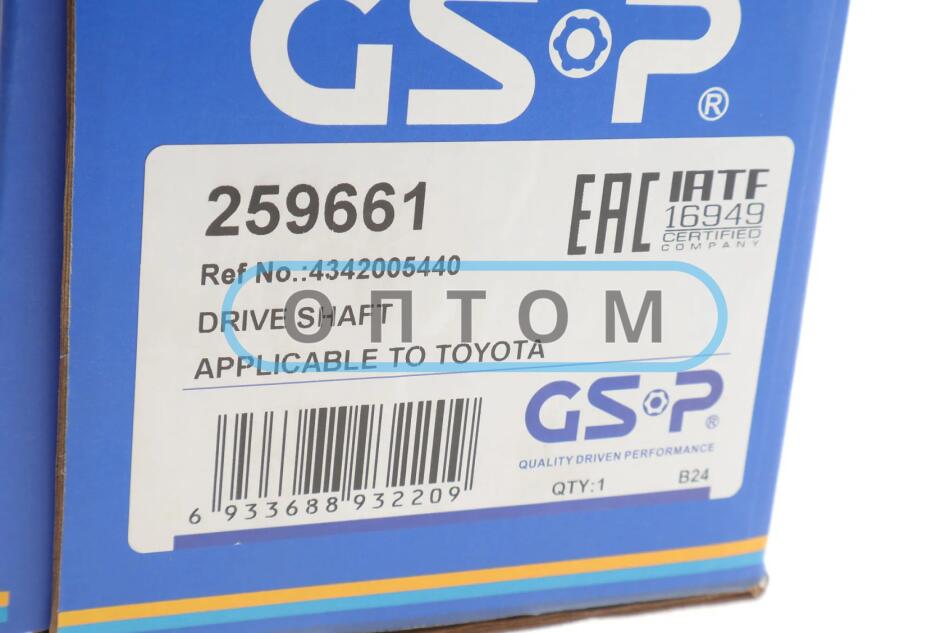 GSP®
259661
EAC
IATF
16949
CERTIFIED
COMPANY
Ref No.:4342005440
ОПТОМ
DRIVE SHAFT
APPLICABLE TO TOYOTA
GSP®
QUALITY DRIVEN PERFORMANCE
QTY:1
B24
6 933688 932209